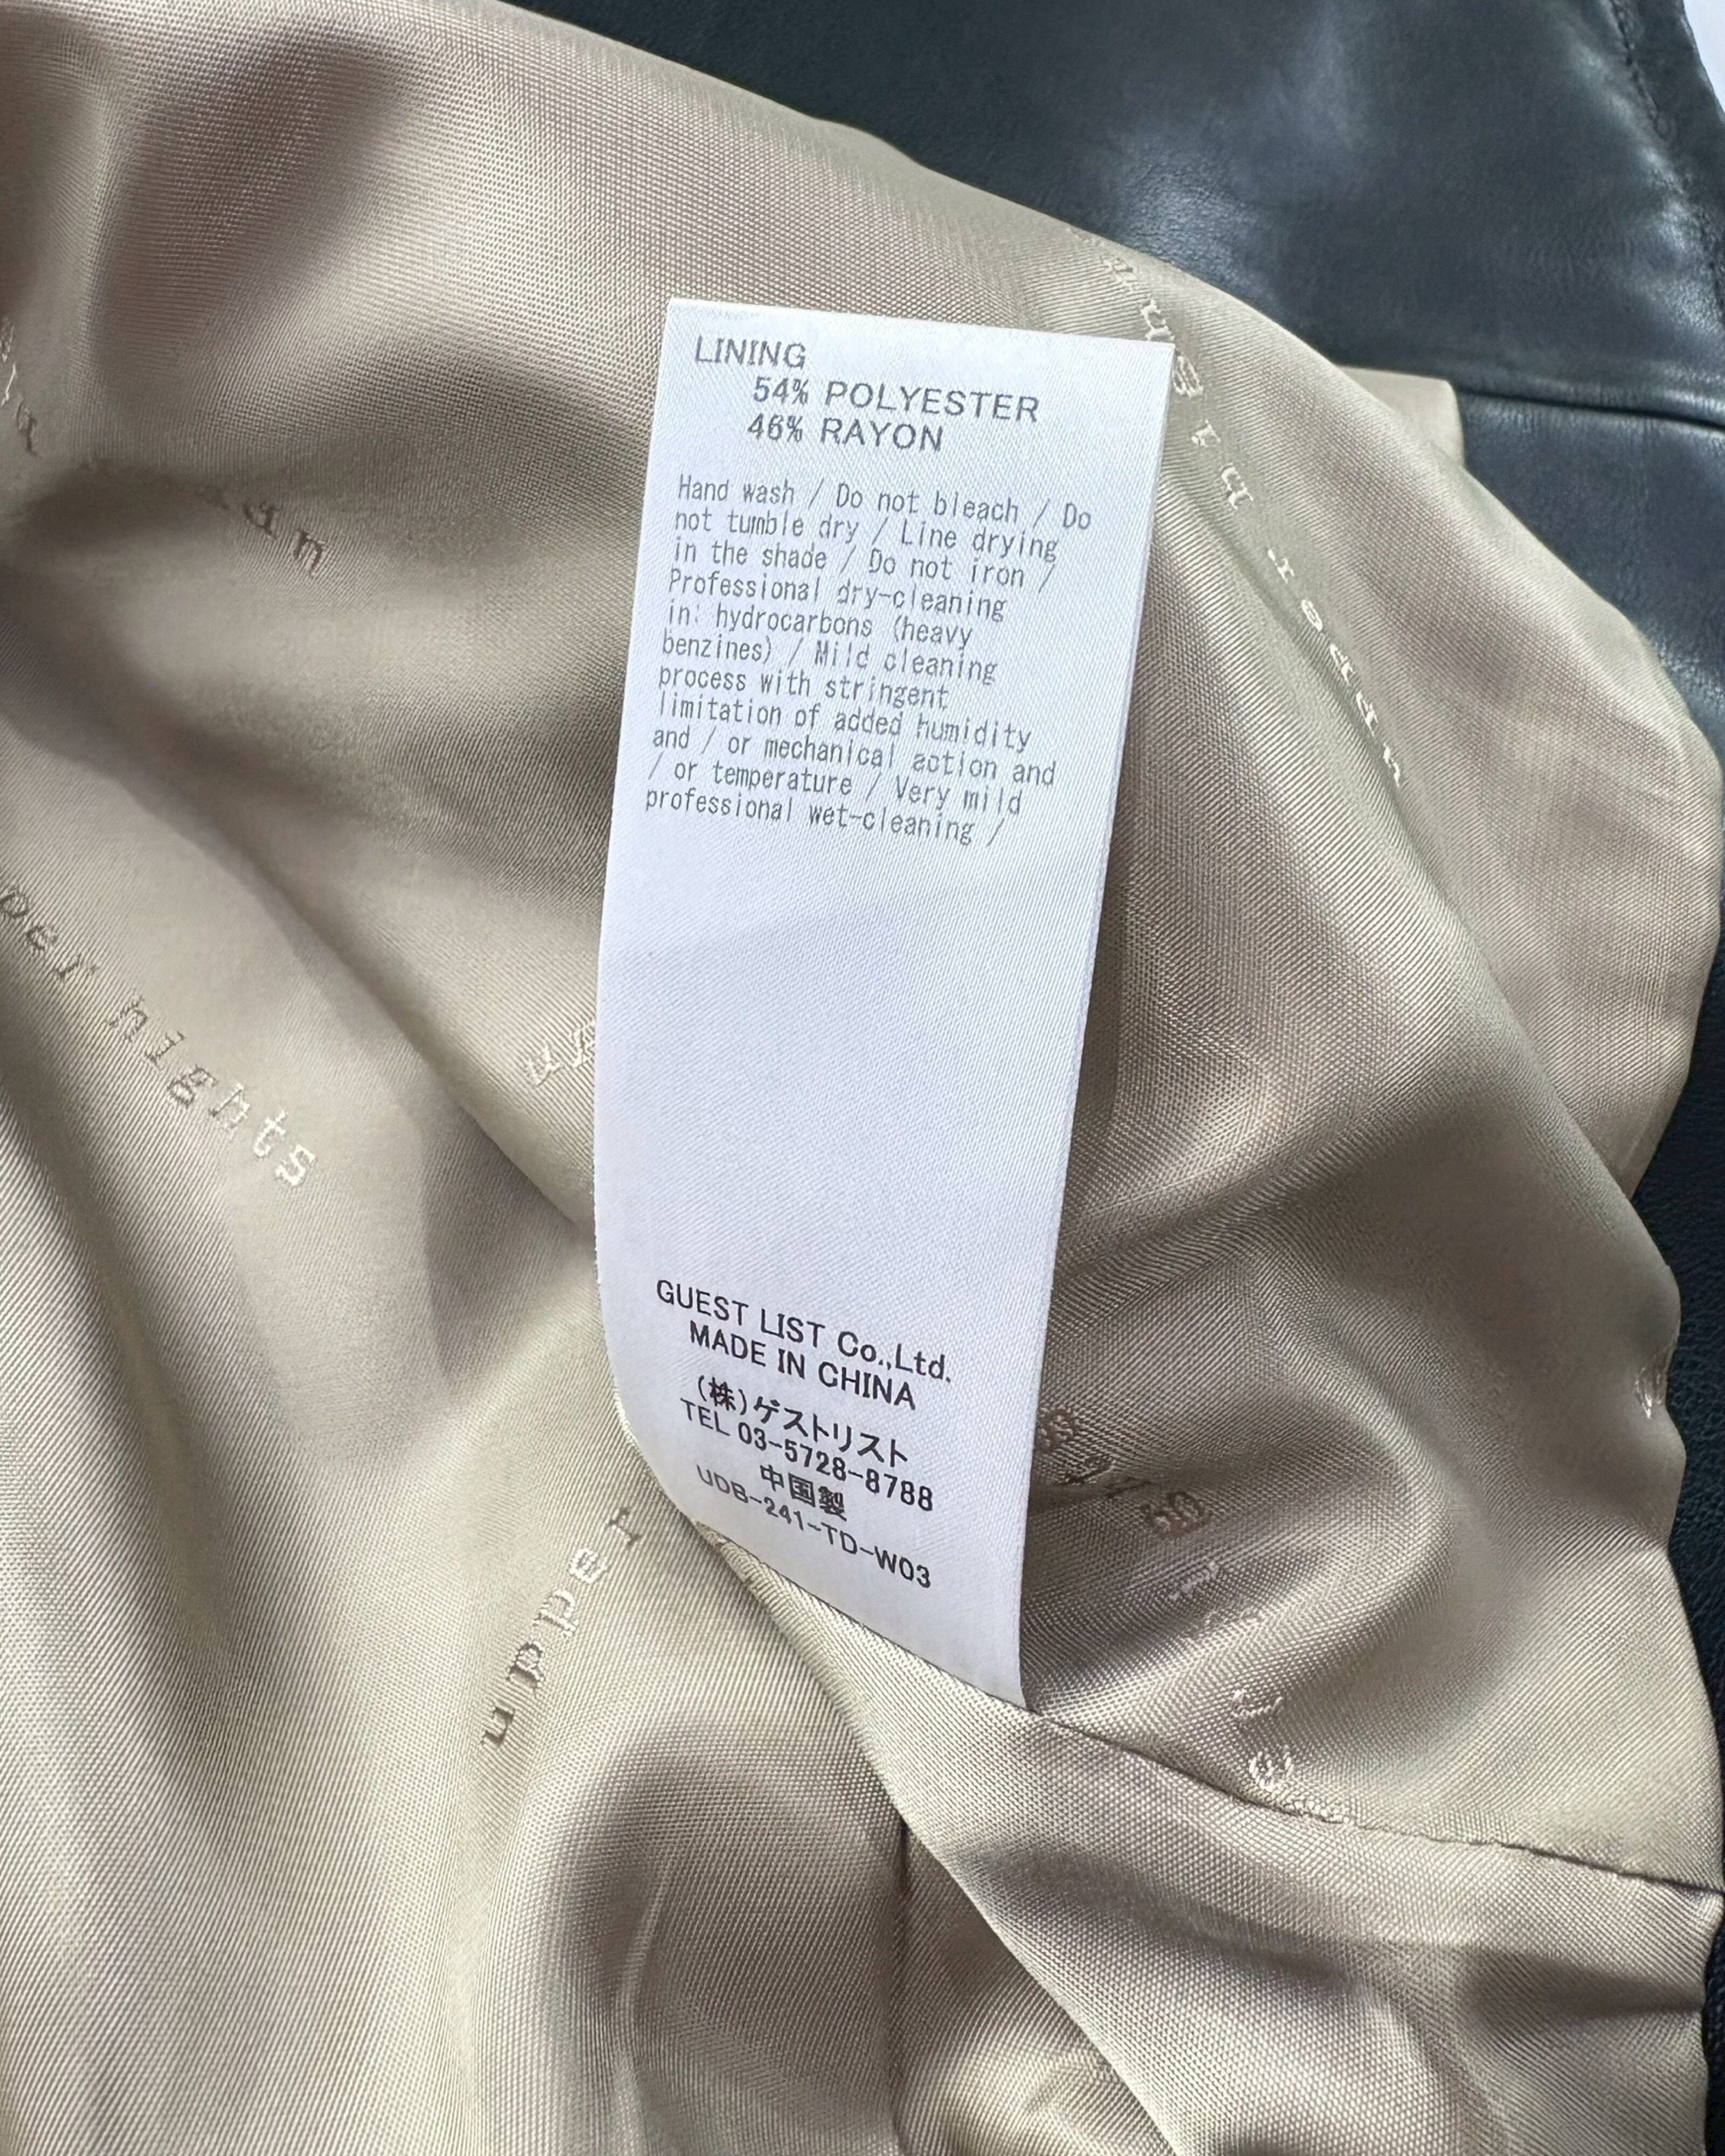 LINING
54% POLYESTER
46% RAYON
Hand wash / Do not bleach / Do
not tumble dry / Line drying
in the shade / Do not iron /
Professional dry-cleaning
in: hydrocarbons (heavy
benzines) / Mild cleaning
process with stringent
limitation of added humidity
and / or mechanical action and
/ or temperature / Very mild
professional wet-cleaning /
GUEST LIST Co.,Ltd.
MADE IN CHINA
(株)ゲストリスト
TEL 03-5728-8788
中国製
UDB-241-TD-W03
nights